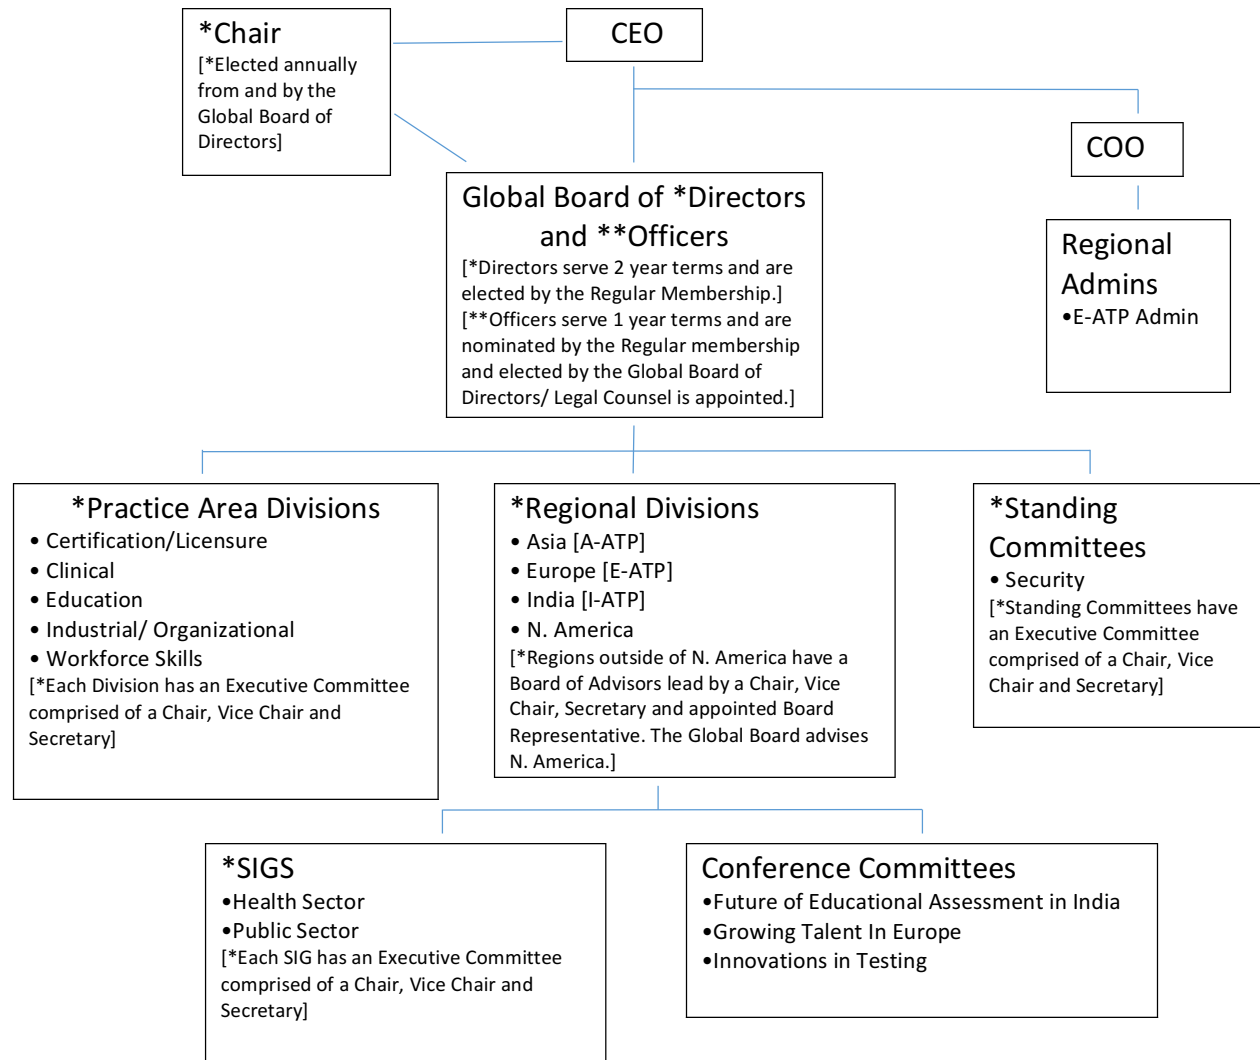 *Chair
[*Elected annually
from and by the
Global Board of
Directors]
CEO
COO
Global Board of *Directors
and **Officers
[*Directors serve 2 year terms and are
elected by the Regular Membership.]
[**Officers serve 1 year terms and are
nominated by the Regular membership
and elected by the Global Board of
Directors/ Legal Counsel is appointed.]
Regional
Admins
•E-ATP Admin
*Practice Area Divisions
• Certification/Licensure
• Clinical
• Education
• Industrial/ Organizational
• Workforce Skills
[*Each Division has an Executive Committee
comprised of a Chair, Vice Chair and
Secretary]
*Regional Divisions
• Asia [A-ATP]
• Europe [E-ATP]
• India [I-ATP]
• N. America
[*Regions outside of N. America have a
Board of Advisors lead by a Chair, Vice
Chair, Secretary and appointed Board
Representative. The Global Board advises
N. America.]
*Standing
Committees
• Security
[*Standing Committees have
an Executive Committee
comprised of a Chair, Vice
Chair and Secretary]
*SIGS
•Health Sector
•Public Sector
[*Each SIG has an Executive Committee
comprised of a Chair, Vice Chair and
Secretary]
Conference Committees
•Future of Educational Assessment in India
•Growing Talent In Europe
•Innovations in Testing